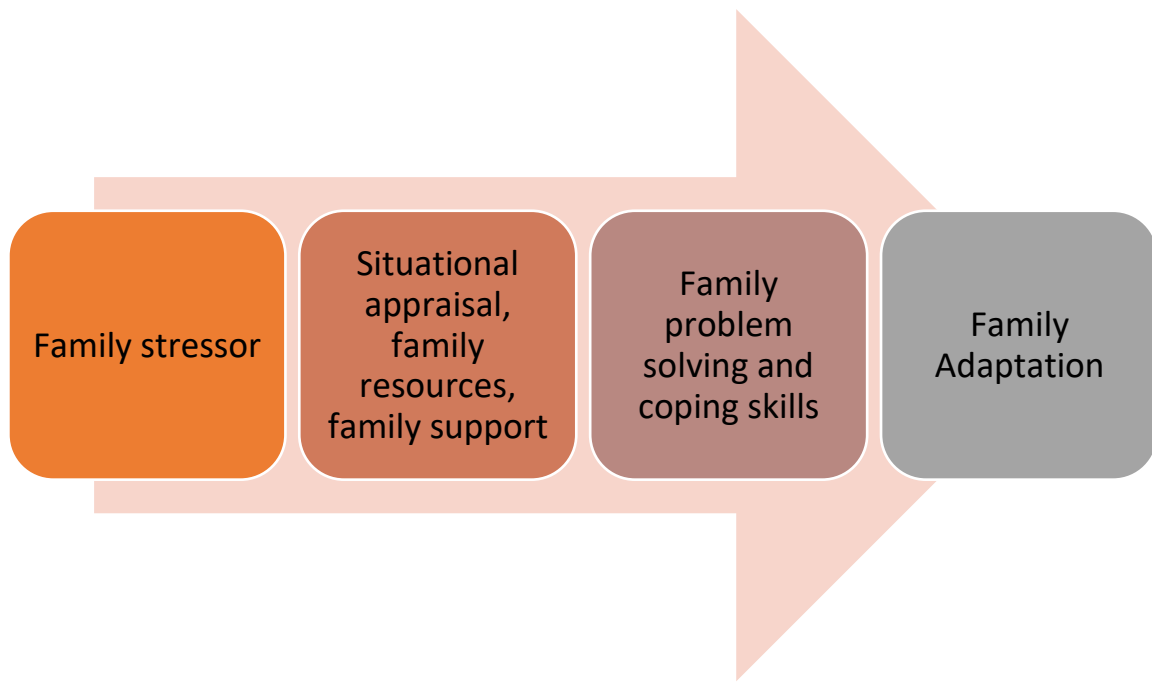 Family stressor
Situational
appraisal,
family
resources,
family support
Family
problem
solving and
coping skills
Family
Adaptation